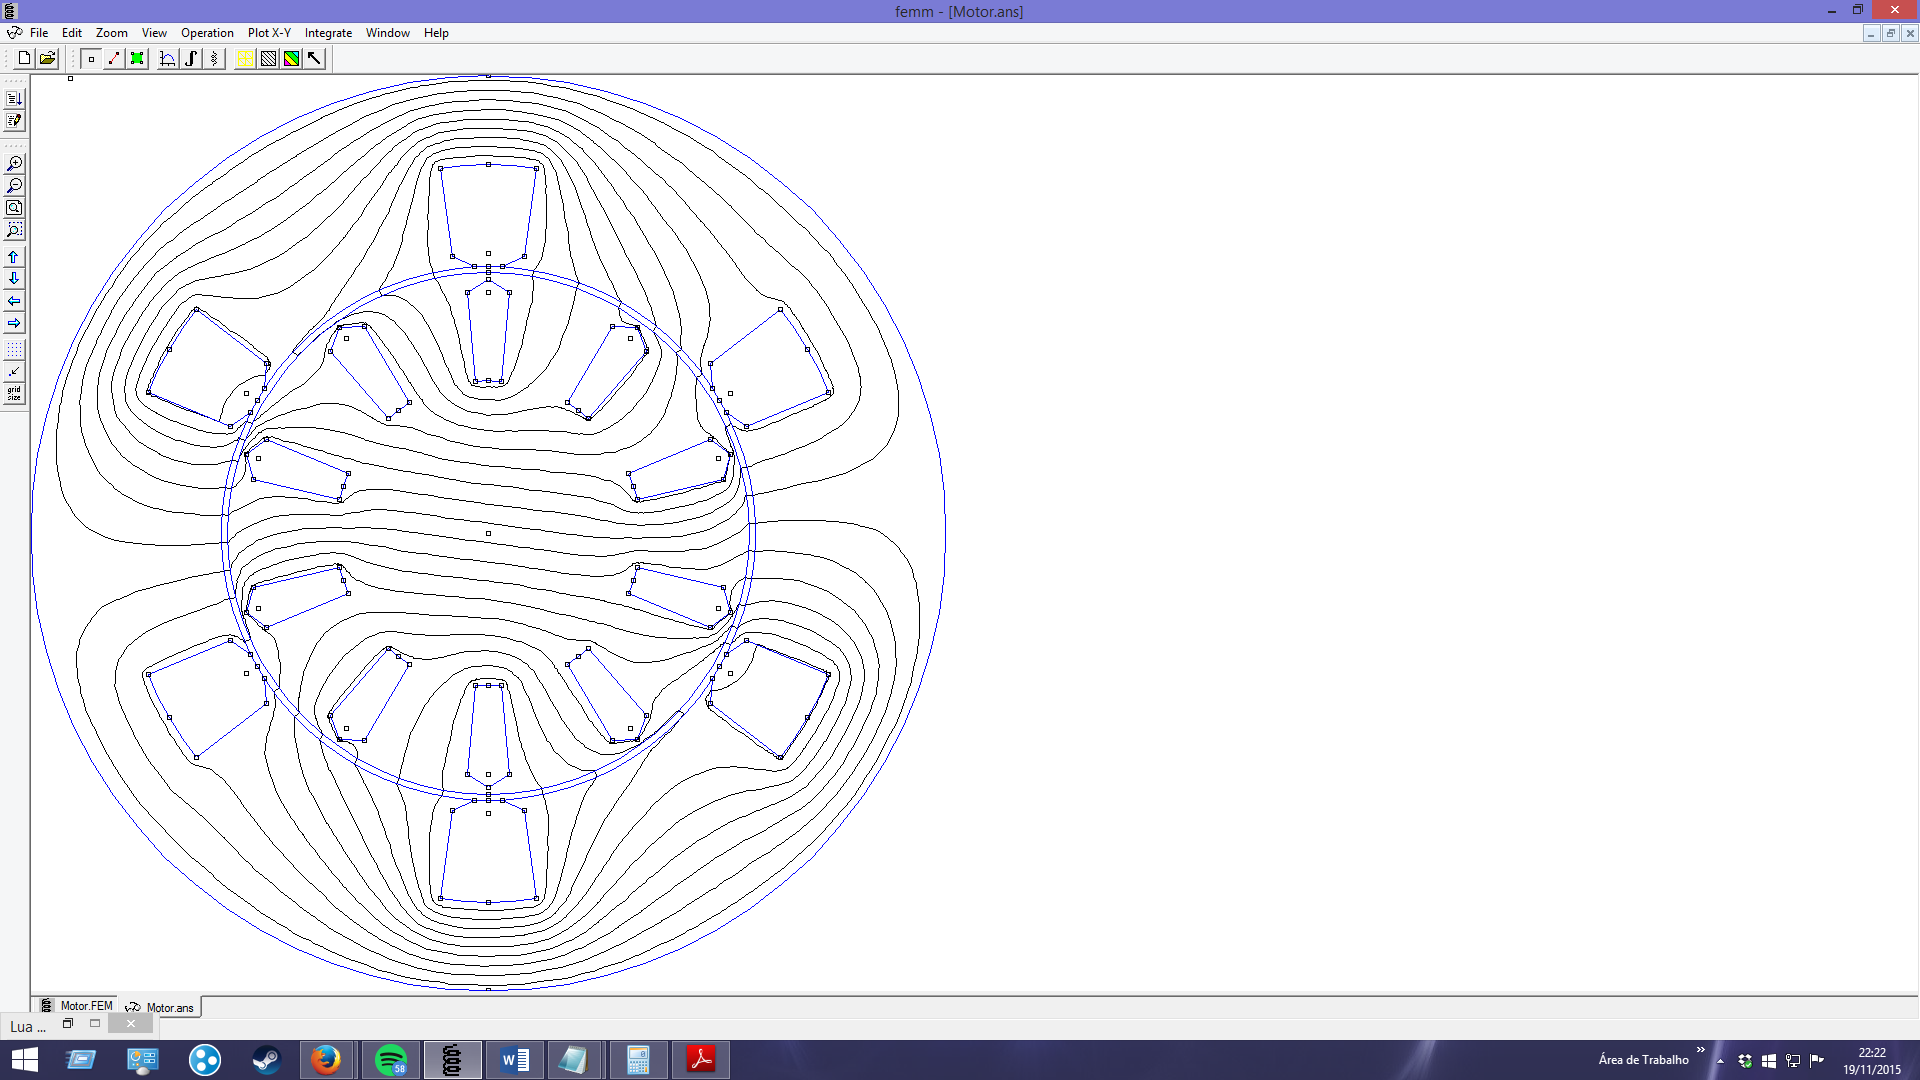 femm - [Motor.ans]
File Edit Zoom View Operation Plot X-Y Integrate Window Help
grid
size
Motor.FEM Motor.ans
Lua ...
58
Área de Trabalho
22:22
19/11/2015